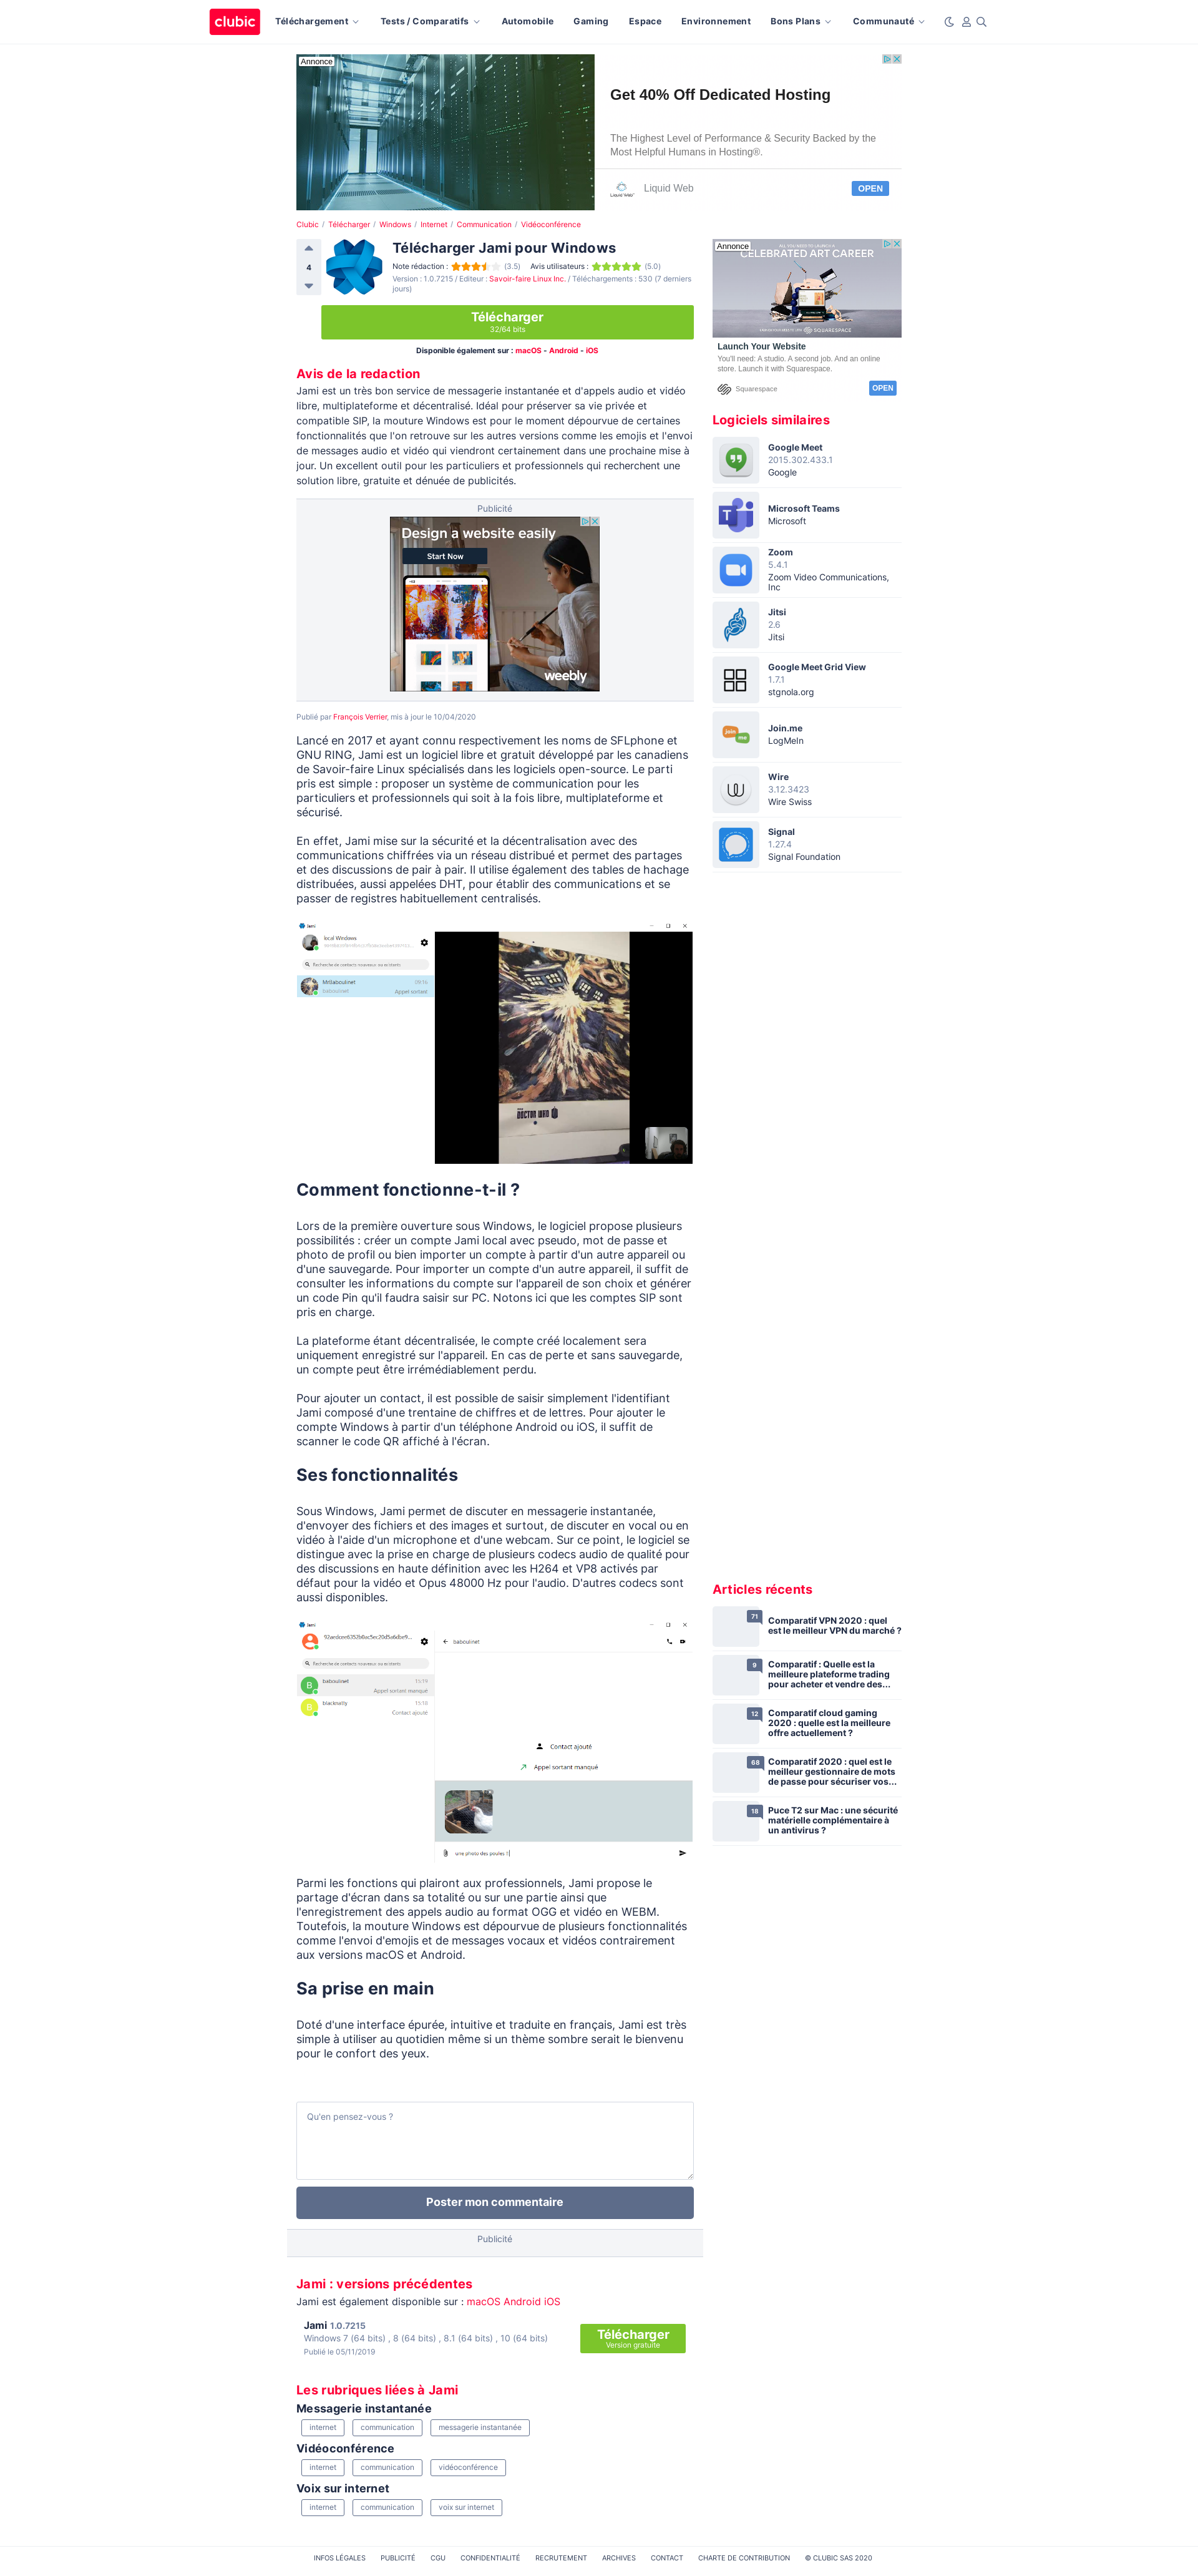 clubic
Téléchargement
Tests / Comparatifs
Automobile
Gaming
Espace
Environnement
Bons Plans
Communauté
Annonce
Get 40% Off Dedicated Hosting
The Highest Level of Performance & Security Backed by the
Most Helpful Humans in Hosting®.
Liquid Web
OPEN
Clubic / Télécharger / Windows / Internet / Communication / Vidéoconférence
4
Télécharger Jami pour Windows
Note rédaction : (3.5) Avis utilisateurs : (5.0)
Version : 1.0.7215 / Editeur : Savoir-faire Linux Inc. / Téléchargements : 530 (7 derniers
jours)
Télécharger
32/64 bits
Disponible également sur : macOS - Android - iOS
Avis de la redaction
Jami est un très bon service de messagerie instantanée et d'appels audio et vidéo
libre, multiplateforme et décentralisé. Idéal pour préserver sa vie privée et
compatible SIP, la mouture Windows est pour le moment dépourvue de certaines
fonctionnalités que l'on retrouve sur les autres versions comme les emojis et l'envoi
de messages audio et vidéo qui viendront certainement dans une prochaine mise à
jour. Un excellent outil pour les particuliers et professionnels qui recherchent une
solution libre, gratuite et dénuée de publicités.
Publicité
Design a website easily
Start Now
weebly
Publié par François Verrier, mis à jour le 10/04/2020
Lancé en 2017 et ayant connu respectivement les noms de SFLphone et
GNU RING, Jami est un logiciel libre et gratuit développé par les canadiens
de Savoir-faire Linux spécialisés dans les logiciels open-source. Le parti
pris est simple : proposer un système de communication pour les
particuliers et professionnels qui soit à la fois libre, multiplateforme et
sécurisé.
En effet, Jami mise sur la sécurité et la décentralisation avec des
communications chiffrées via un réseau distribué et permet des partages
et des discussions de pair à pair. Il utilise également des tables de hachage
distribuées, aussi appelées DHT, pour établir des communications et se
passer de registres habituellement centralisés.
Jami
local Windows
Recherche de contacts nouveaux ou existants
Mrtlaboulinet
09:16
baboulinet
Appel sortant
DOCTOR WHO
Comment fonctionne-t-il ?
Lors de la première ouverture sous Windows, le logiciel propose plusieurs
possibilités : créer un compte Jami local avec pseudo, mot de passe et
photo de profil ou bien importer un compte à partir d'un autre appareil ou
d'une sauvegarde. Pour importer un compte d'un autre appareil, il suffit de
consulter les informations du compte sur l'appareil de son choix et générer
un code Pin qu'il faudra saisir sur PC. Notons ici que les comptes SIP sont
pris en charge.
La plateforme étant décentralisée, le compte créé localement sera
uniquement enregistré sur l'appareil. En cas de perte et sans sauvegarde,
un compte peut être irrémédiablement perdu.
Pour ajouter un contact, il est possible de saisir simplement l'identifiant
Jami composé d'une trentaine de chiffres et de lettres. Pour ajouter le
compte Windows à partir d'un téléphone Android ou iOS, il suffit de
scanner le code QR affiché à l'écran.
Ses fonctionnalités
Sous Windows, Jami permet de discuter en messagerie instantanée,
d'envoyer des fichiers et des images et surtout, de discuter en vocal ou en
vidéo à l'aide d'un microphone et d'une webcam. Sur ce point, le logiciel se
distingue avec la prise en charge de plusieurs codecs audio de qualité pour
des discussions en haute définition avec les H264 et VP8 activés par
défaut pour la vidéo et Opus 48000 Hz pour l'audio. D'autres codecs sont
aussi disponibles.
Jami
baboulinet
Recherche de contacts nouveaux ou existants
B
baboulinet
15:19
Appel sortant manqué
B
blacknally
15:18
Contact ajouté
Contact ajouté
Appel sortant manqué
une photo des poules !
Parmi les fonctions qui plairont aux professionnels, Jami propose le
partage d'écran dans sa totalité ou sur une partie ainsi que
l'enregistrement des appels audio au format OGG et vidéo en WEBM.
Toutefois, la mouture Windows est dépourvue de plusieurs fonctionnalités
comme l'envoi d'emojis et de messages vocaux et vidéos contrairement
aux versions macOS et Android.
Sa prise en main
Doté d'une interface épurée, intuitive et traduite en français, Jami est très
simple à utiliser au quotidien même si un thème sombre serait le bienvenu
pour le confort des yeux.
Qu'en pensez-vous ?
Poster mon commentaire
Publicité
Jami : versions précédentes
Jami est également disponible sur : macOS Android iOS
Jami 1.0.7215
Windows 7 (64 bits) , 8 (64 bits) , 8.1 (64 bits) , 10 (64 bits)
Publié le 05/11/2019
Télécharger
Version gratuite
Les rubriques liées à Jami
Messagerie instantanée
internet communication messagerie instantanée
Vidéoconférence
internet communication vidéoconférence
Voix sur internet
internet communication voix sur internet
Annonce
ALL YOU NEED TO LAUNCH A
CELEBRATED ART CAREER
SQUARESPACE
Launch Your Website
You'll need: A studio. A second job. And an online
store. Launch it with Squarespace.
Squarespace
OPEN
Logiciels similaires
Google Meet
2015.302.433.1
Google
Microsoft Teams
Microsoft
Zoom
5.4.1
Zoom Video Communications,
Inc
Jitsi
2.6
Jitsi
Google Meet Grid View
1.7.1
stgnola.org
join
me
Join.me
LogMeIn
Wire
3.12.3423
Wire Swiss
Signal
1.27.4
Signal Foundation
Articles récents
71
Comparatif VPN 2020 : quel
est le meilleur VPN du marché ?
9
Comparatif : Quelle est la
meilleure plateforme trading
pour acheter et vendre des...
12
Comparatif cloud gaming
2020 : quelle est la meilleure
offre actuellement ?
68
Comparatif 2020 : quel est le
meilleur gestionnaire de mots
de passe pour sécuriser vos...
18
Puce T2 sur Mac : une sécurité
matérielle complémentaire à
un antivirus ?
INFOS LÉGALES PUBLICITÉ CGU CONFIDENTIALITÉ RECRUTEMENT ARCHIVES CONTACT CHARTE DE CONTRIBUTION © CLUBIC SAS 2020